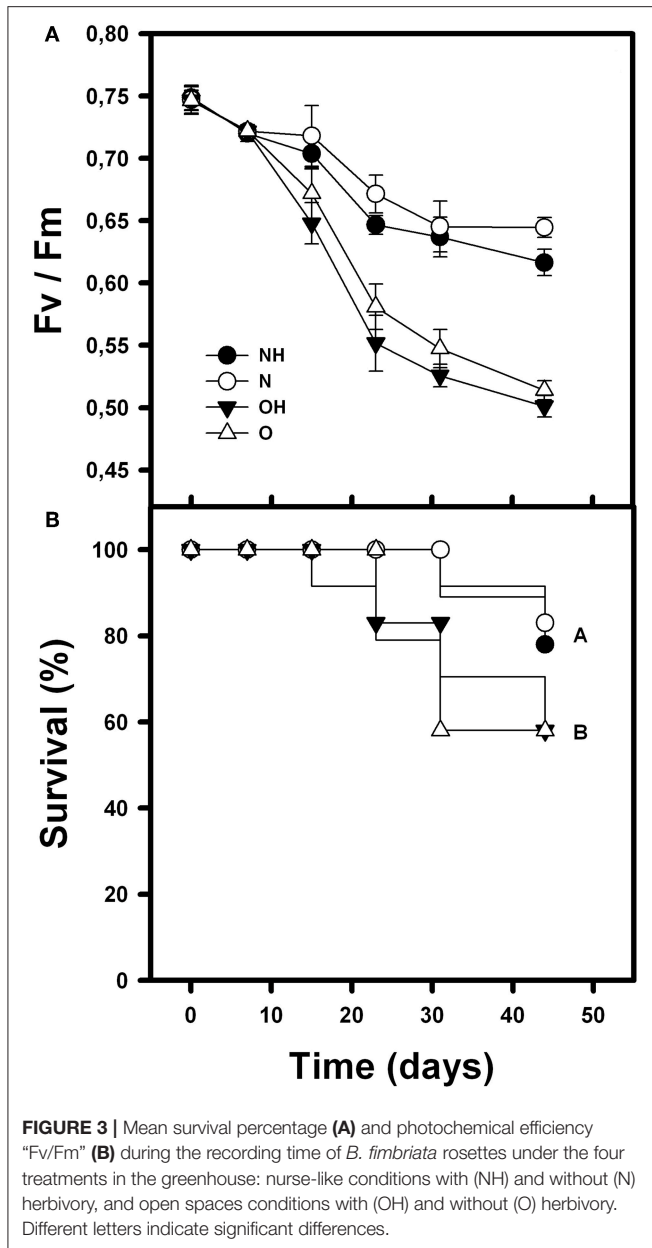 A
0,80
0,75
0,70
0,65
0,60
0,55
0,50
0,45
Fv / Fm
NH
N
OH
O
B
100
80
60
40
20
0
Survival (%)
A
B
0 10 20 30 40 50
Time (days)
FIGURE 3 | Mean survival percentage (A) and photochemical efficiency
“Fv/Fm” (B) during the recording time of B. fimbriata rosettes under the four
treatments in the greenhouse: nurse-like conditions with (NH) and without (N)
herbivory, and open spaces conditions with (OH) and without (O) herbivory.
Different letters indicate significant differences.